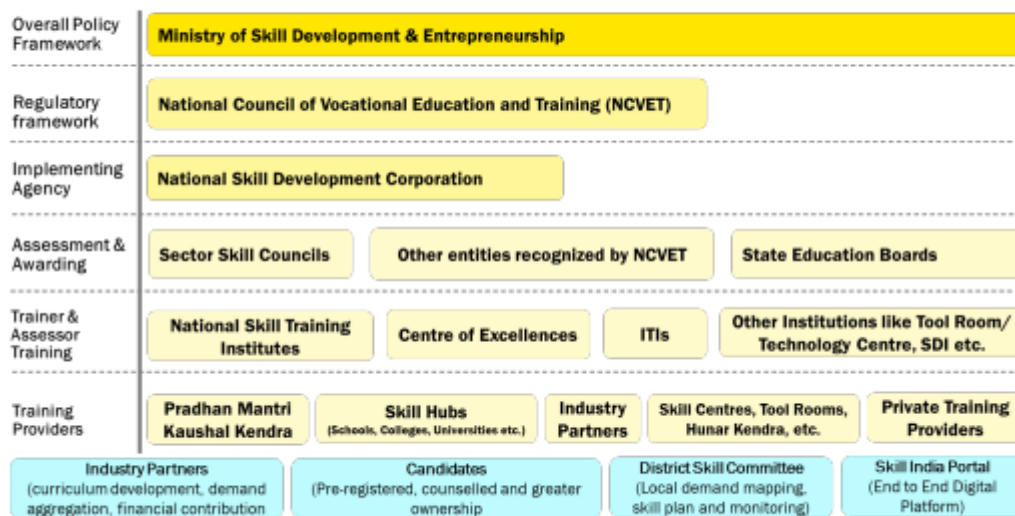 Overall Policy
Framework
Ministry of Skill Development & Entrepreneurship
Regulatory
framework
National Council of Vocational Education and Training (NCVET)
Implementing
Agency
National Skill Development Corporation
Assessment &
Awarding
Sector Skill Councils
Other entities recognized by NCVET
State Education Boards
Trainer &
Assessor
Training
National Skill Training
Institutes
Centre of Excellences
ITIs
Other Institutions like Tool Room/
Technology Centre, SDI etc.
Training
Providers
Pradhan Mantri
Kaushal Kendra
Skill Hubs
(Schools, Colleges, Universities etc.)
Industry
Partners
Skill Centres, Tool Rooms,
Hunar Kendra, etc.
Private Training
Providers
Industry Partners
(curriculum development, demand
aggregation, financial contribution
Candidates
(Pre-registered, counselled and greater
ownership
District Skill Committee
(Local demand mapping,
skill plan and monitoring)
Skill India Portal
(End to End Digital
Platform)